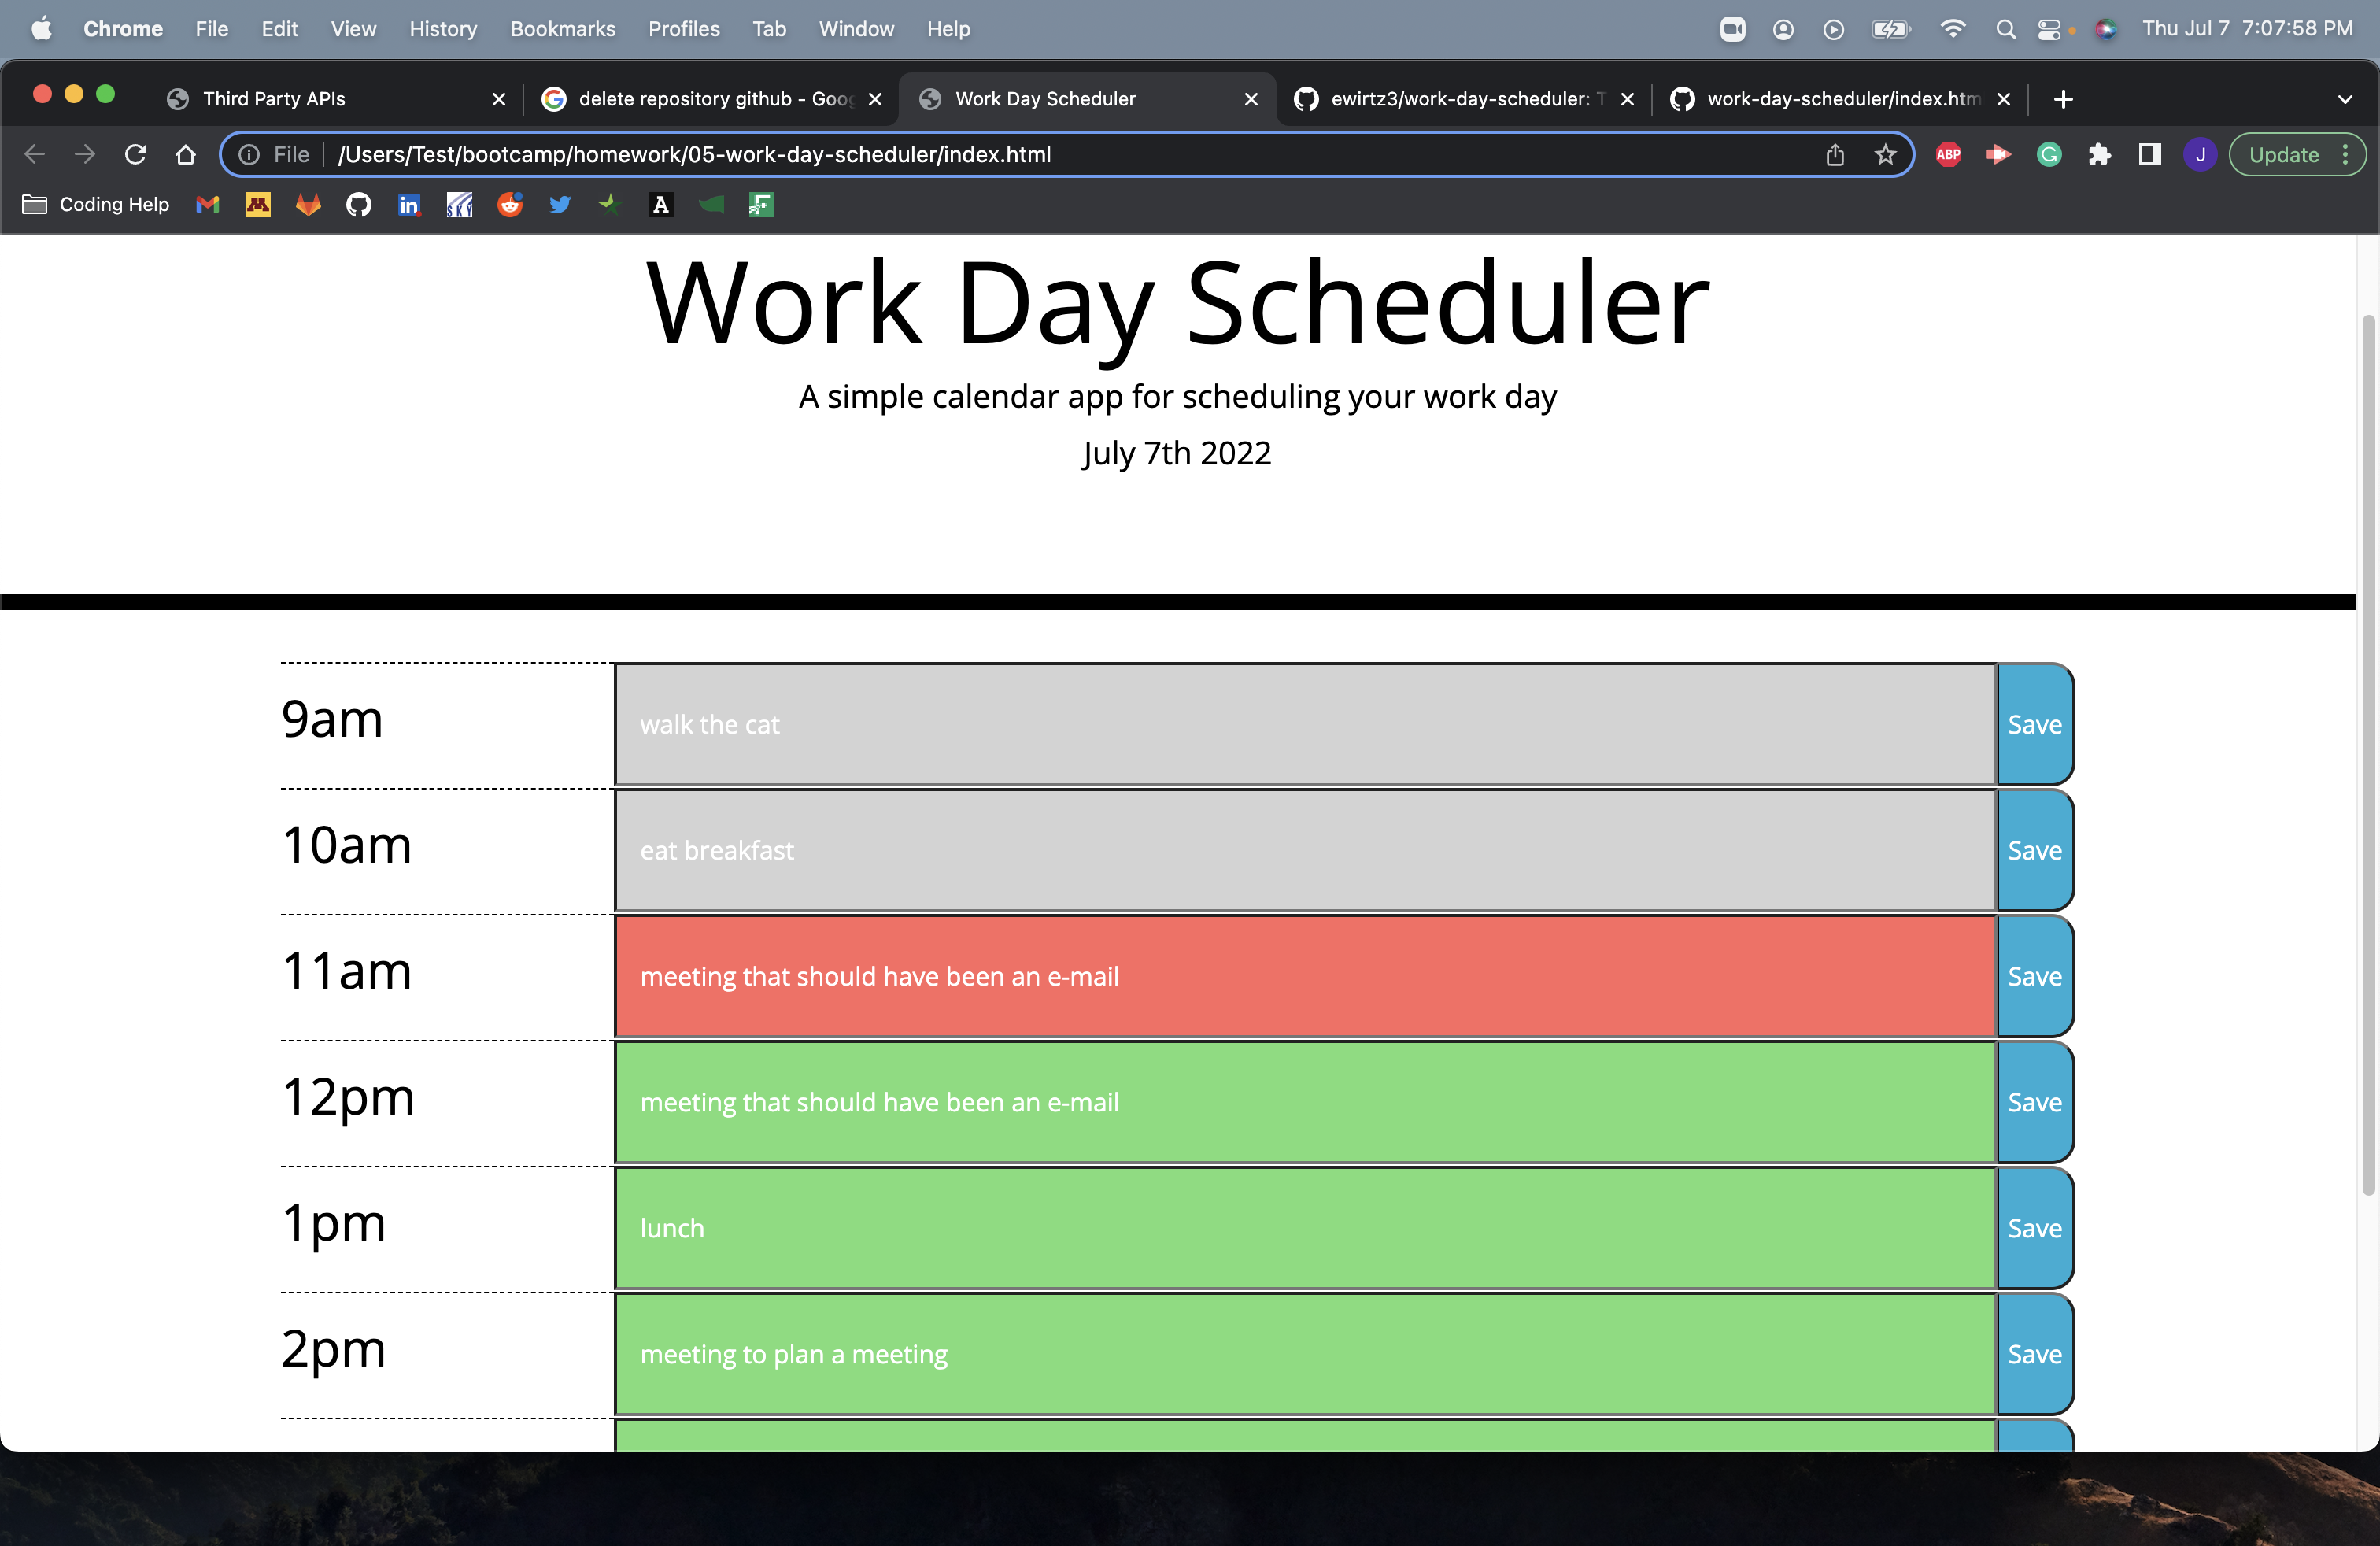 Chrome File Edit View History Bookmarks Profiles Tab Window Help Thu Jul 7 7:07:58 PM
Third Party APIs delete repository github - Goog Work Day Scheduler ewirtz3/work-day-scheduler: T work-day-scheduler/index.htm
File /Users/Test/bootcamp/homework/05-work-day-scheduler/index.html ABP J Update
Coding Help M in SKY A
Work Day Scheduler
A simple calendar app for scheduling your work day
July 7th 2022
9am walk the cat Save
10am eat breakfast Save
11am meeting that should have been an e-mail Save
12pm meeting that should have been an e-mail Save
1pm lunch Save
2pm meeting to plan a meeting Save